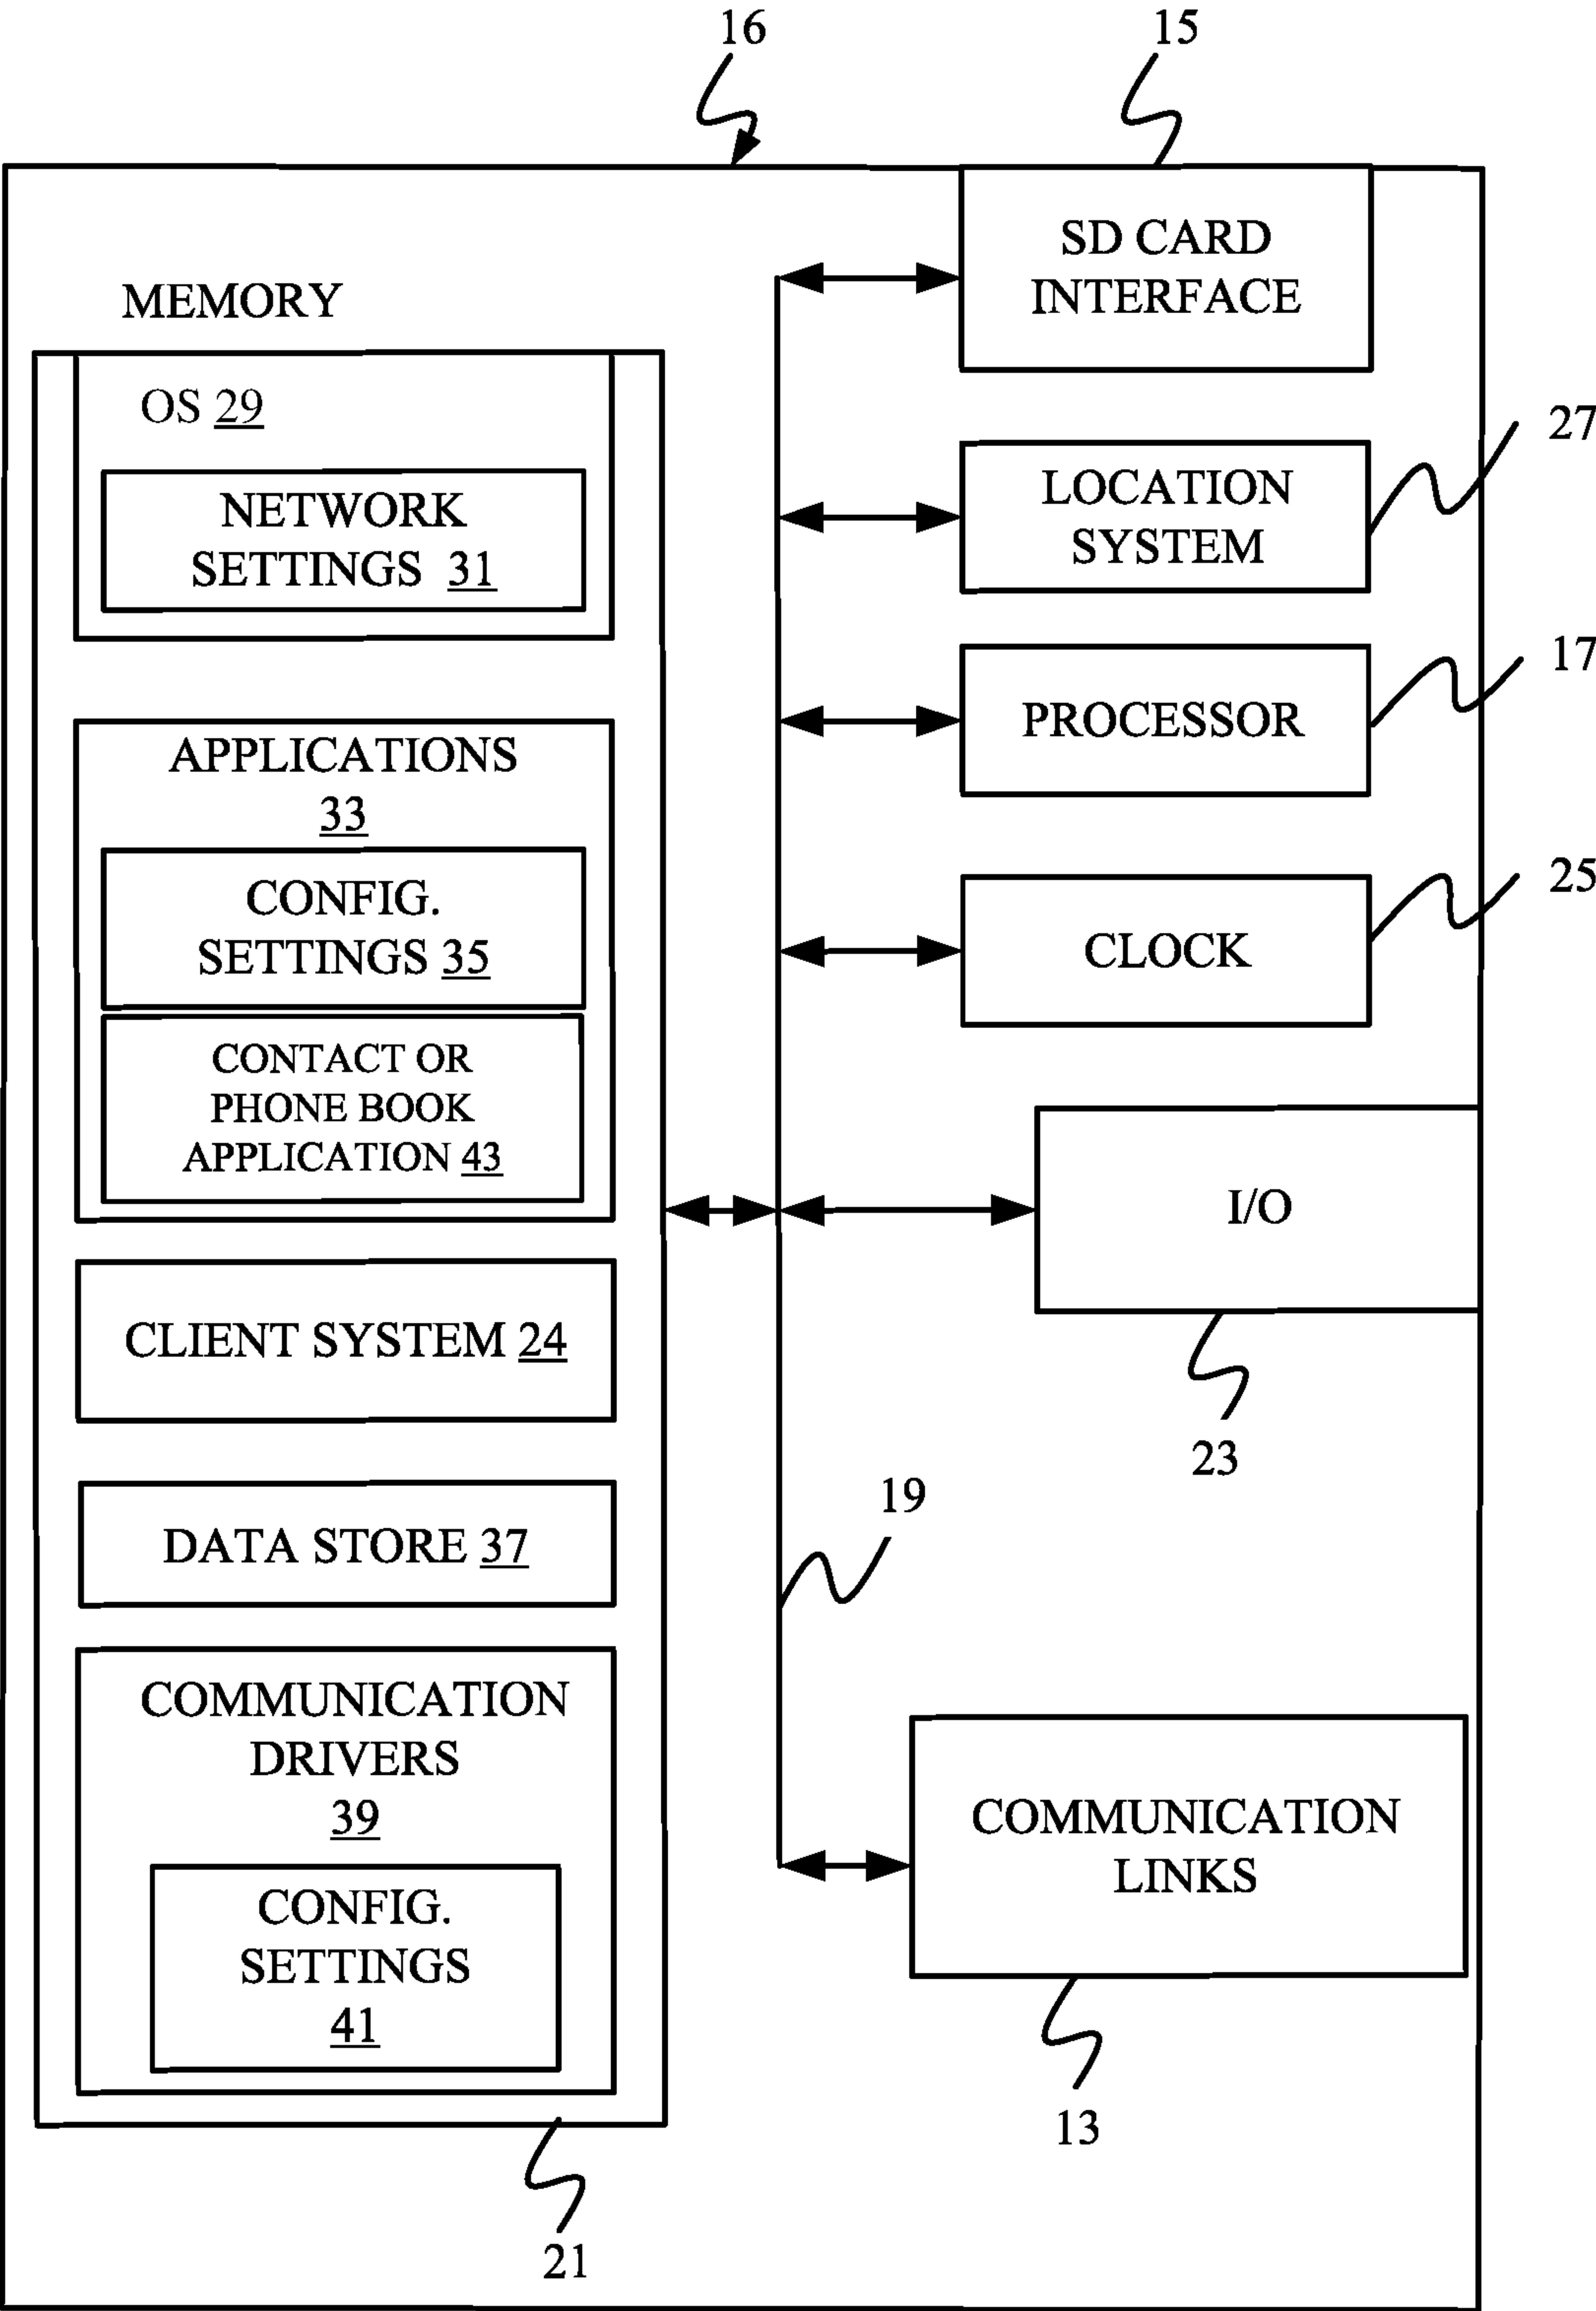 16
15
SD CARD
INTERFACE
MEMORY
OS 29
NETWORK
SETTINGS 31
27
LOCATION
SYSTEM
17
PROCESSOR
APPLICATIONS
33
CONFIG.
SETTINGS 35
25
CLOCK
CONTACT OR
PHONE BOOK
APPLICATION 43
I/O
CLIENT SYSTEM 24
23
19
DATA STORE 37
COMMUNICATION
DRIVERS
39
CONFIG.
SETTINGS
41
COMMUNICATION
LINKS
13
21